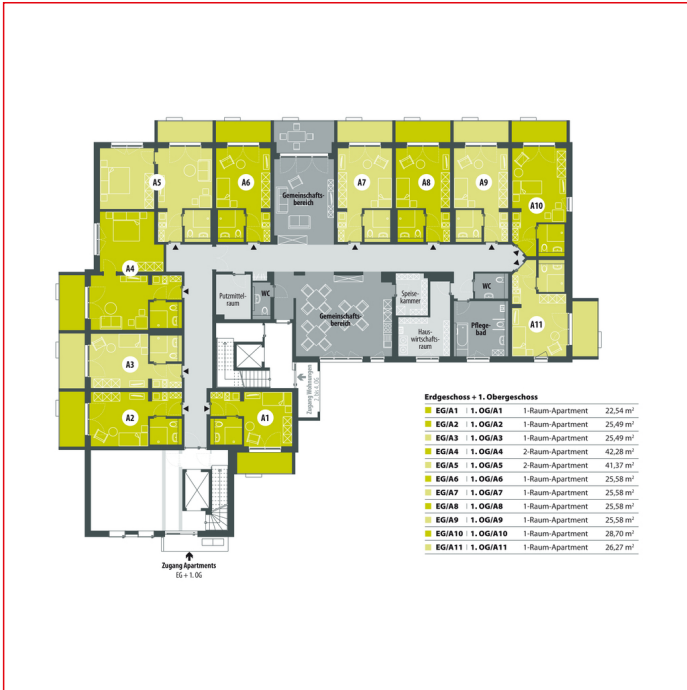 A5
A6
Gemeinschafts-
bereich
A7
A8
A9
A10
A4
Putzmittel-
raum
WC
Gemeinschafts-
bereich
Speise-
kammer
Haus-
wirtschafts-
raum
WC
Pflege-
bad
A11
A3
A2
A1
Zugang Wohnungen
Zugang Apartments
EG + 1. OG
Erdgeschoss + 1. Obergeschoss
EG/A1 | 1. OG/A1 1-Raum-Apartment 22,54 m²
EG/A2 | 1. OG/A2 1-Raum-Apartment 25,49 m²
EG/A3 | 1. OG/A3 1-Raum-Apartment 25,49 m²
EG/A4 | 1. OG/A4 2-Raum-Apartment 42,28 m²
EG/A5 | 1. OG/A5 2-Raum-Apartment 41,37 m²
EG/A6 | 1. OG/A6 1-Raum-Apartment 25,58 m²
EG/A7 | 1. OG/A7 1-Raum-Apartment 25,58 m²
EG/A8 | 1. OG/A8 1-Raum-Apartment 25,58 m²
EG/A9 | 1. OG/A9 1-Raum-Apartment 25,58 m²
EG/A10 | 1. OG/A10 1-Raum-Apartment 28,70 m²
EG/A11 | 1. OG/A11 1-Raum-Apartment 26,27 m²